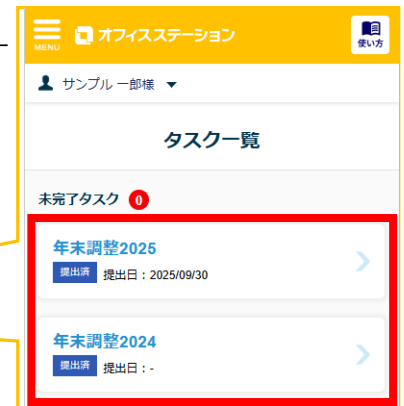 MENU オフィスステーション 使い方
サンプル 一郎様 ▼
タスク一覧
未完了タスク 0
年末調整2025
提出済 提出日：2025/09/30
年末調整2024
提出済 提出日：-